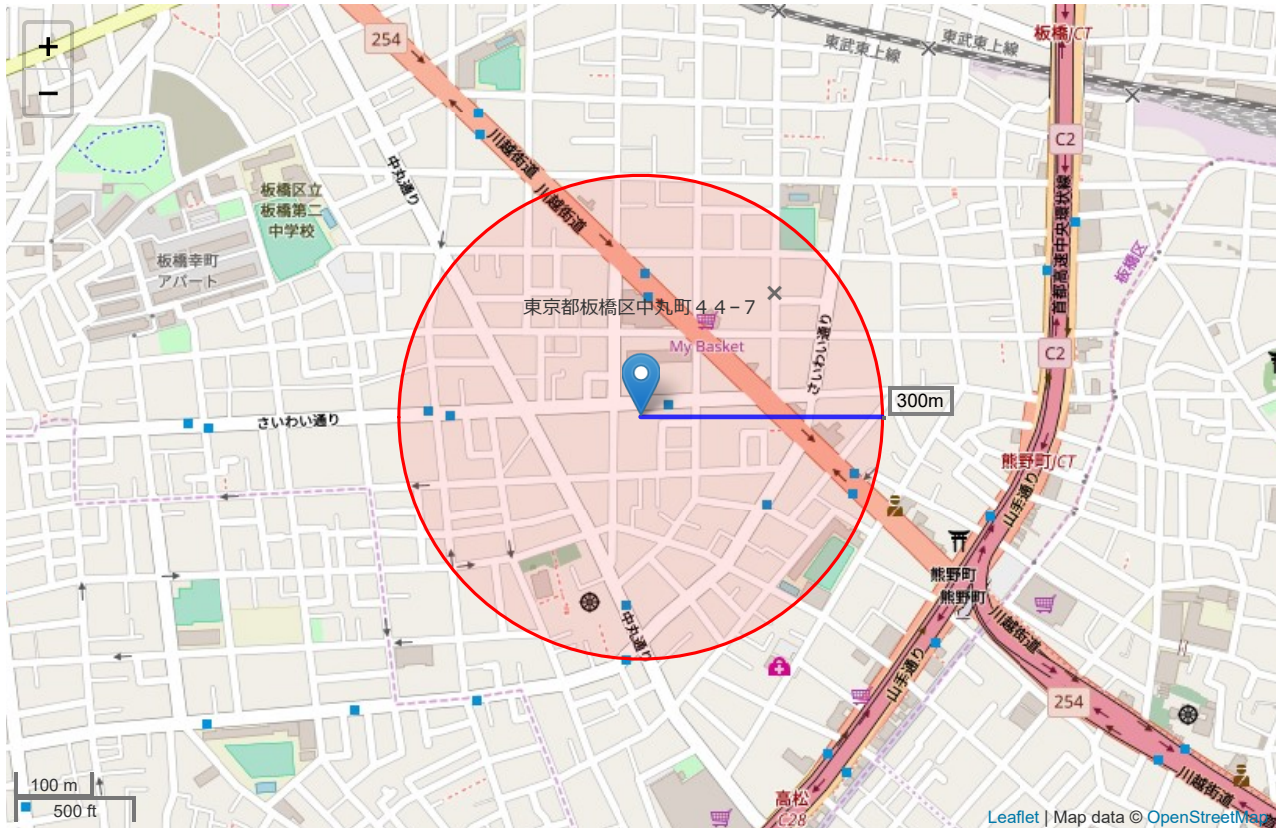 +
−
254
東武東上線
東武東上線
板橋JCT
C2
川越街道
川越街道
中丸通り
板橋区立
板橋第二
中学校
板橋幸町
アパート
首都高速中央環状線
板橋区
東京都板橋区中丸町４４−７
My Basket
さいわい通り
C2
300m
さいわい通り
熊野町JCT
山手通り
熊野町
熊野町
川越街道
中丸通り
山手通り
254
川越街道
高松
C28
100 m
500 ft
Leaflet | Map data © OpenStreetMap